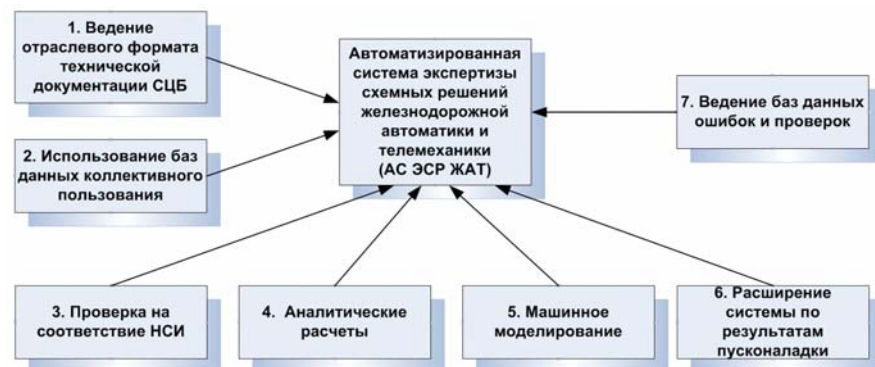 1. Ведение
отраслевого формата
технической
документации СЦБ
2. Использование баз
данных коллективного
пользования
Автоматизированная
система экспертизы
схемных решений
железнодорожной
автоматики и
телемеханики
(АС ЭСР ЖАТ)
7. Ведение баз данных
ошибок и проверок
3. Проверка на
соответствие НСИ
4. Аналитические
расчеты
5. Машинное
моделирование
6. Расширение
системы по
результатам
пусконаладки